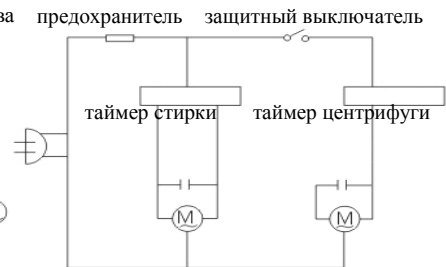 ва предохранитель защитный выключатель
таймер стирки таймер центрифуги
M M